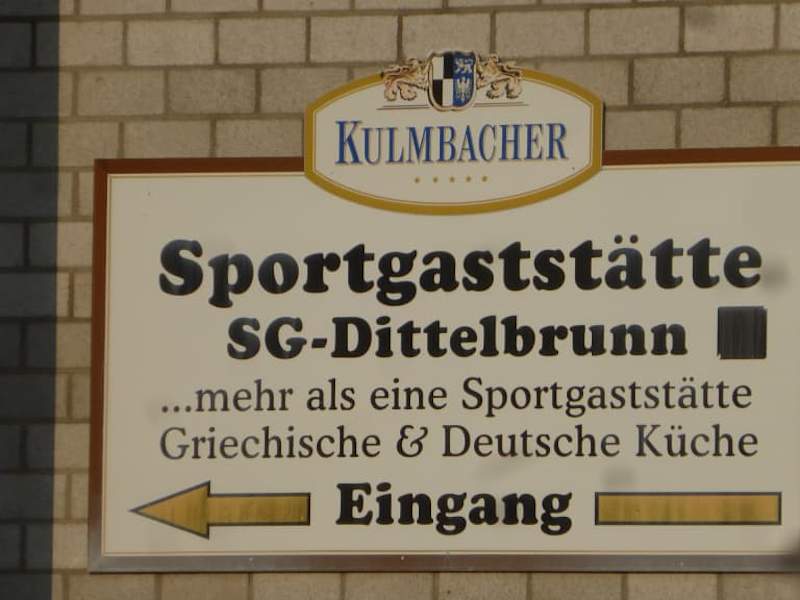 KULMBACHER
Sportgaststätte
SG-Dittelbrunn
...mehr als eine Sportgaststätte
Griechische & Deutsche Küche
Eingang